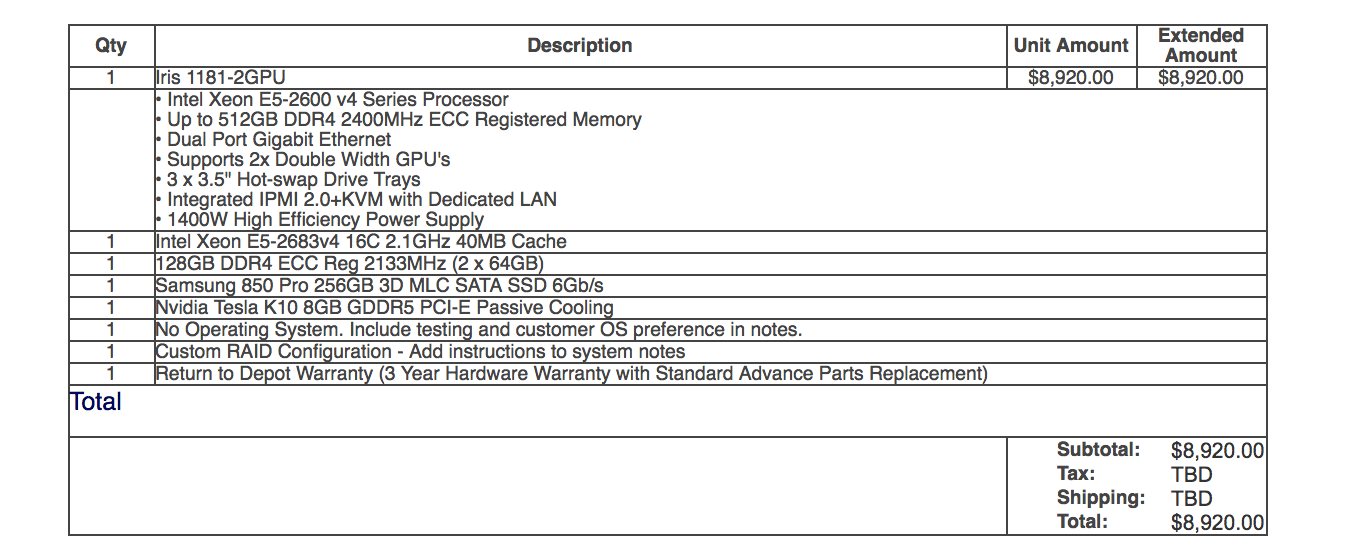 Qty Description Unit Amount Extended Amount
1 Iris 1181-2GPU $8,920.00 $8,920.00
• Intel Xeon E5-2600 v4 Series Processor
• Up to 512GB DDR4 2400MHz ECC Registered Memory
• Dual Port Gigabit Ethernet
• Supports 2x Double Width GPU's
• 3 x 3.5" Hot-swap Drive Trays
• Integrated IPMI 2.0+KVM with Dedicated LAN
• 1400W High Efficiency Power Supply
1 Intel Xeon E5-2683v4 16C 2.1GHz 40MB Cache
1 128GB DDR4 ECC Reg 2133MHz (2 x 64GB)
1 Samsung 850 Pro 256GB 3D MLC SATA SSD 6Gb/s
1 Nvidia Tesla K10 8GB GDDR5 PCI-E Passive Cooling
1 No Operating System. Include testing and customer OS preference in notes.
1 Custom RAID Configuration - Add instructions to system notes
1 Return to Depot Warranty (3 Year Hardware Warranty with Standard Advance Parts Replacement)
Total
Subtotal: $8,920.00
Tax: TBD
Shipping: TBD
Total: $8,920.00